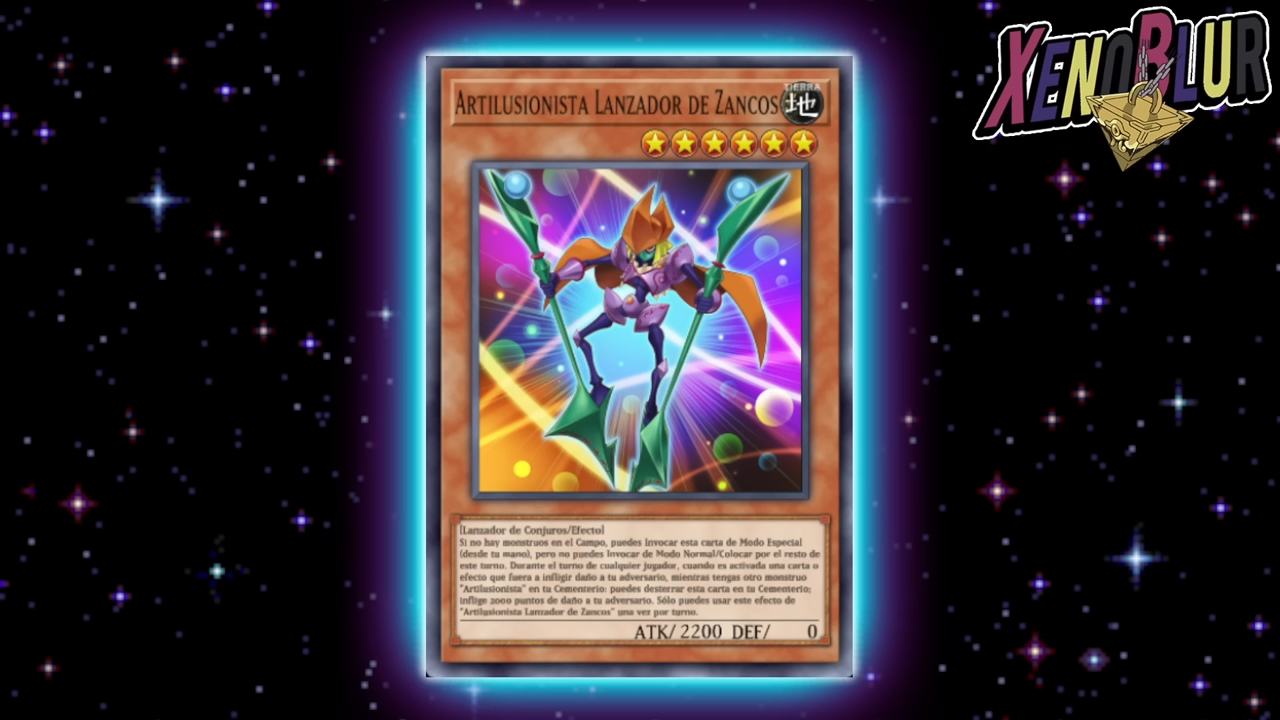 XENOBLUR
ARTILUSIONISTA LANZADOR DE ZANCOS
TIERRA
地
[Lanzador de Conjuros/Efecto]
Si no hay monstruos en el Campo, puedes Invocar esta carta de Modo Especial
(desde tu mano), pero no puedes Invocar de Modo Normal/Colocar por el resto de
este turno. Durante el turno de cualquier jugador, cuando es activada una carta o
efecto que fuera a infligir daño a tu adversario, mientras tengas otro monstruo
"Artilusionista" en tu Cementerio: puedes desterrar esta carta en tu Cementerio;
inflige 2000 puntos de daño a tu adversario. Sólo puedes usar este efecto de
"Artilusionista Lanzador de Zancos" una vez por turno.
ATK/ 2200 DEF/ 0